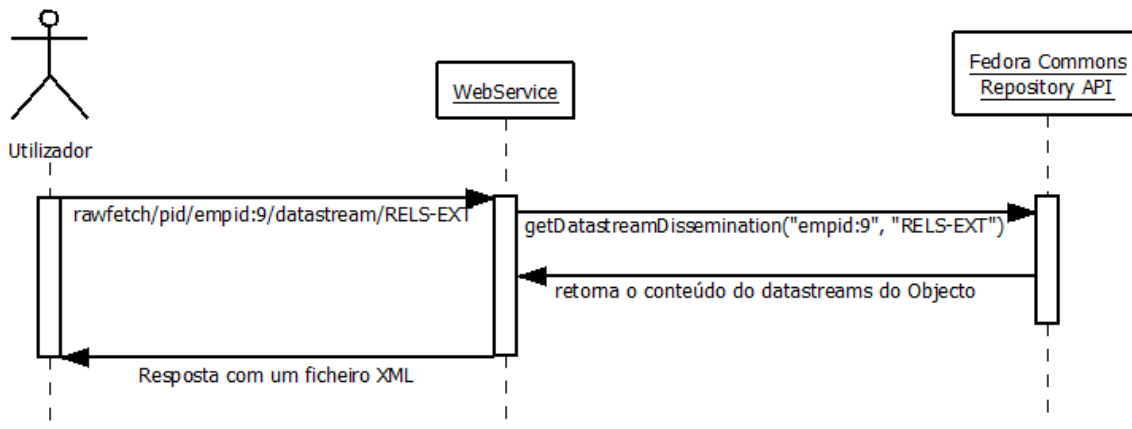 Fedora Commons
Repository API
WebService
Utilizador
rawfetch/pid/empid:9/datastream/RELS-EXT
getDatastreamDissemination("empid:9", "RELS-EXT")
retorna o conteúdo do datastreams do Objecto
Resposta com um ficheiro XML